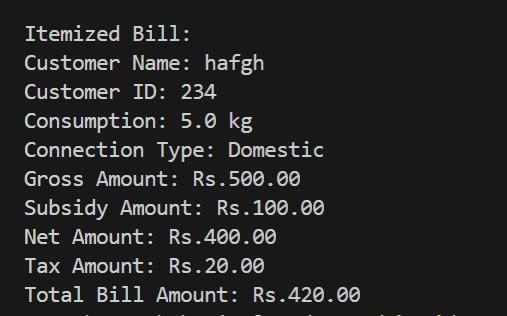 Itemized Bill:
Customer Name: hafgh
Customer ID: 234
Consumption: 5.0 kg
Connection Type: Domestic
Gross Amount: Rs.500.00
Subsidy Amount: Rs.100.00
Net Amount: Rs.400.00
Tax Amount: Rs.20.00
Total Bill Amount: Rs.420.00